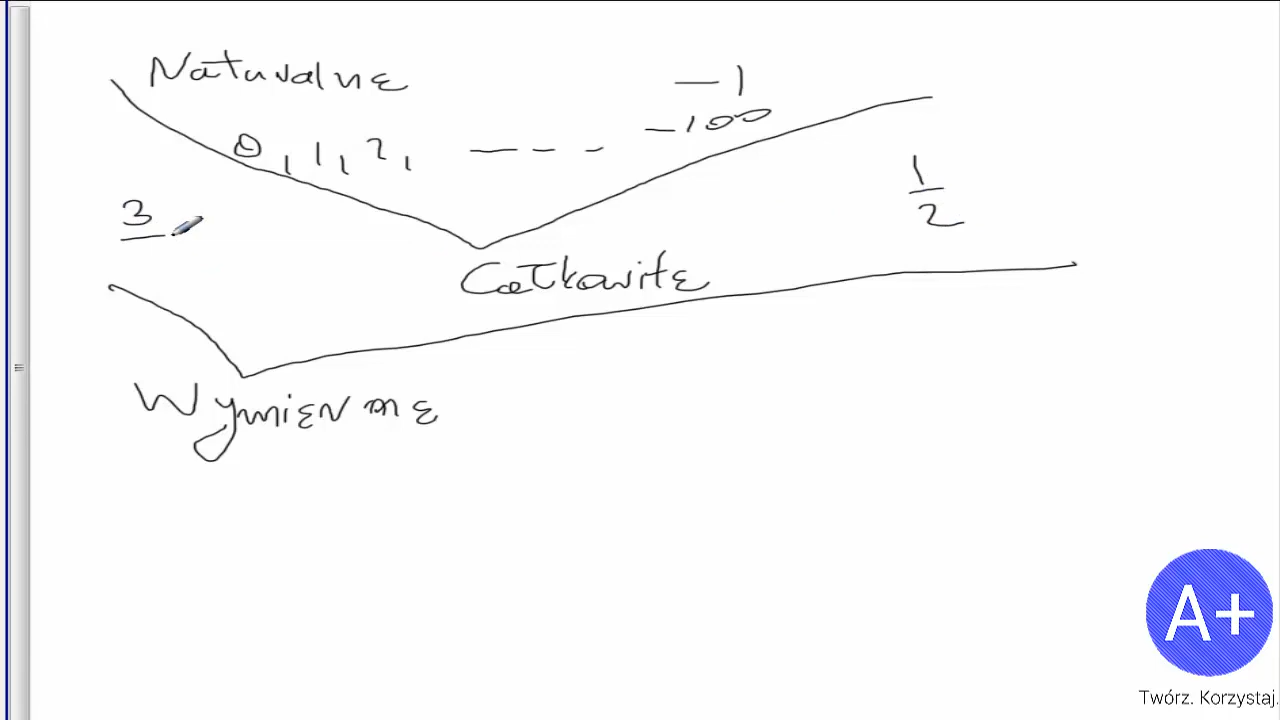 Naturalne
-1
-100
0, 1, 2, ---
1
2
3
Całkowite
Wymierne
A+
Twórz. Korzystaj.